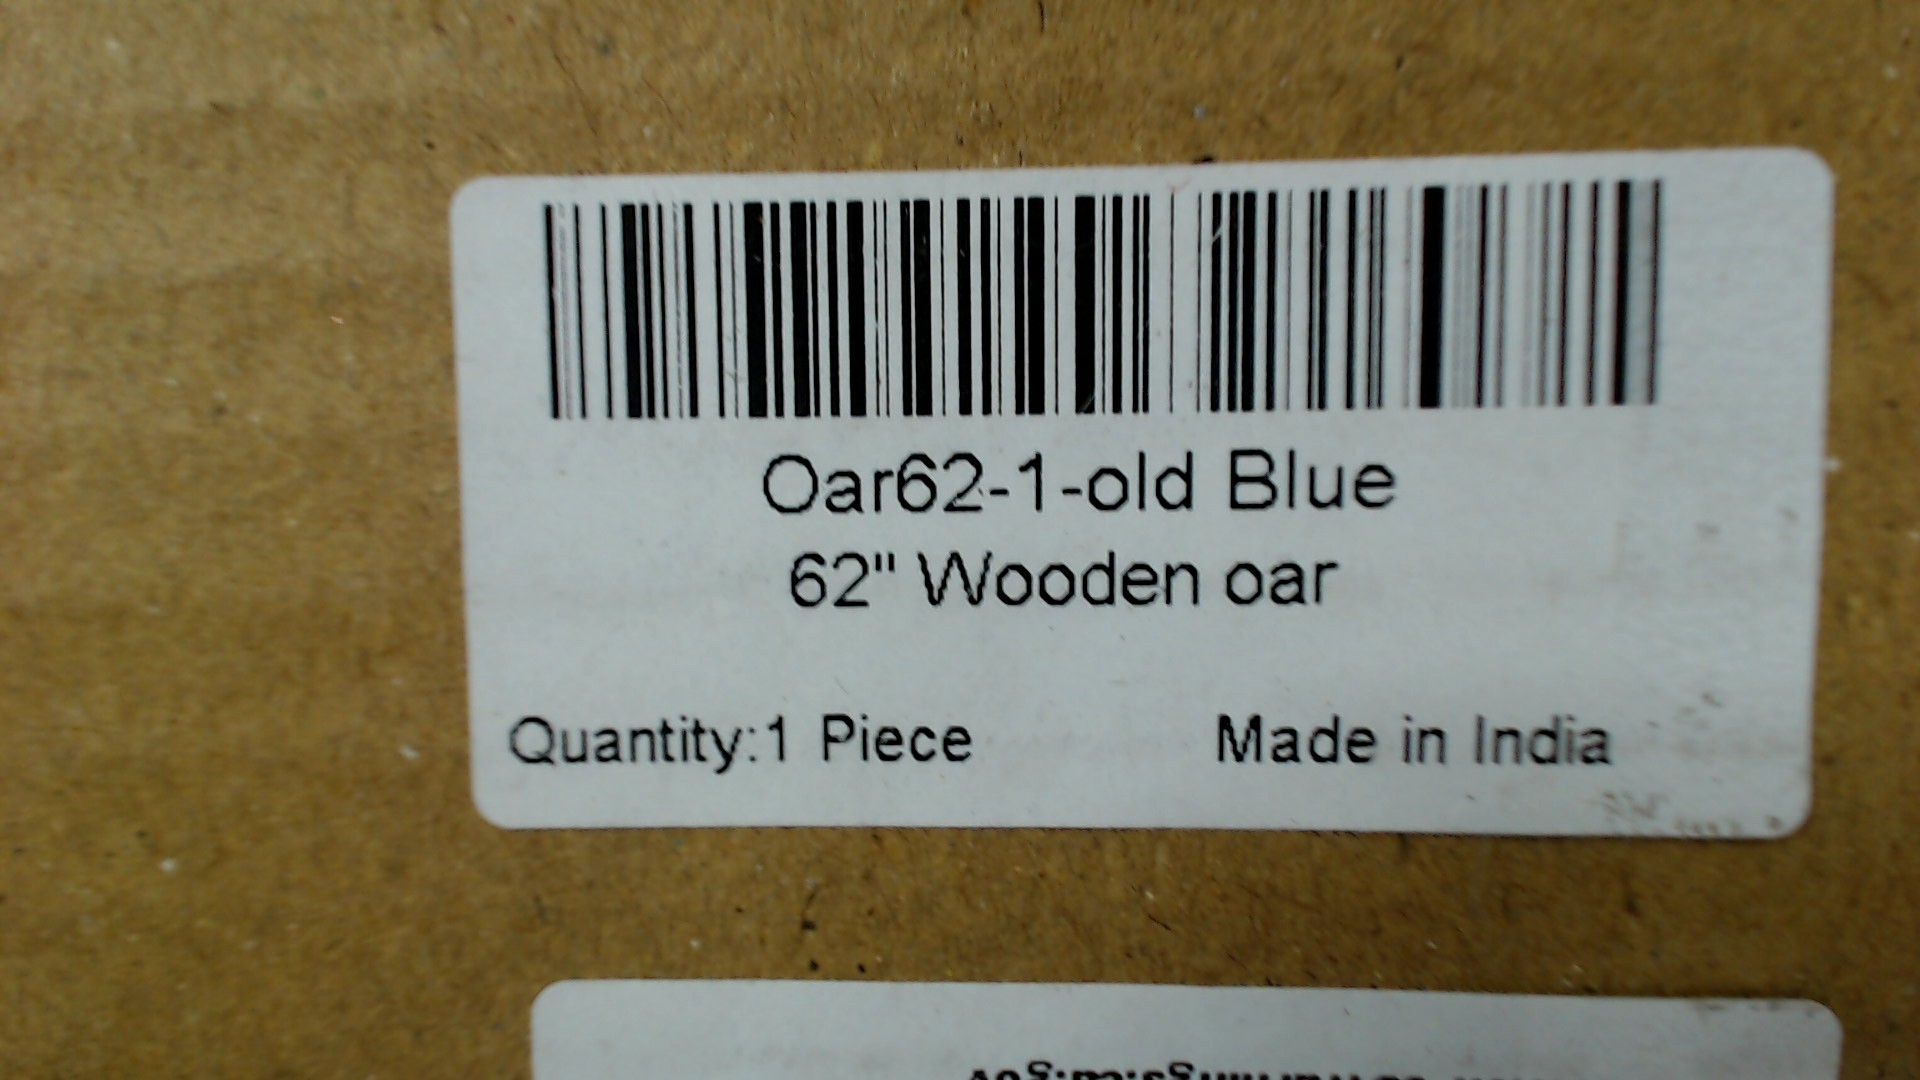 Oar62-1-old Blue
62" Wooden oar
Quantity:1 Piece
Made in India